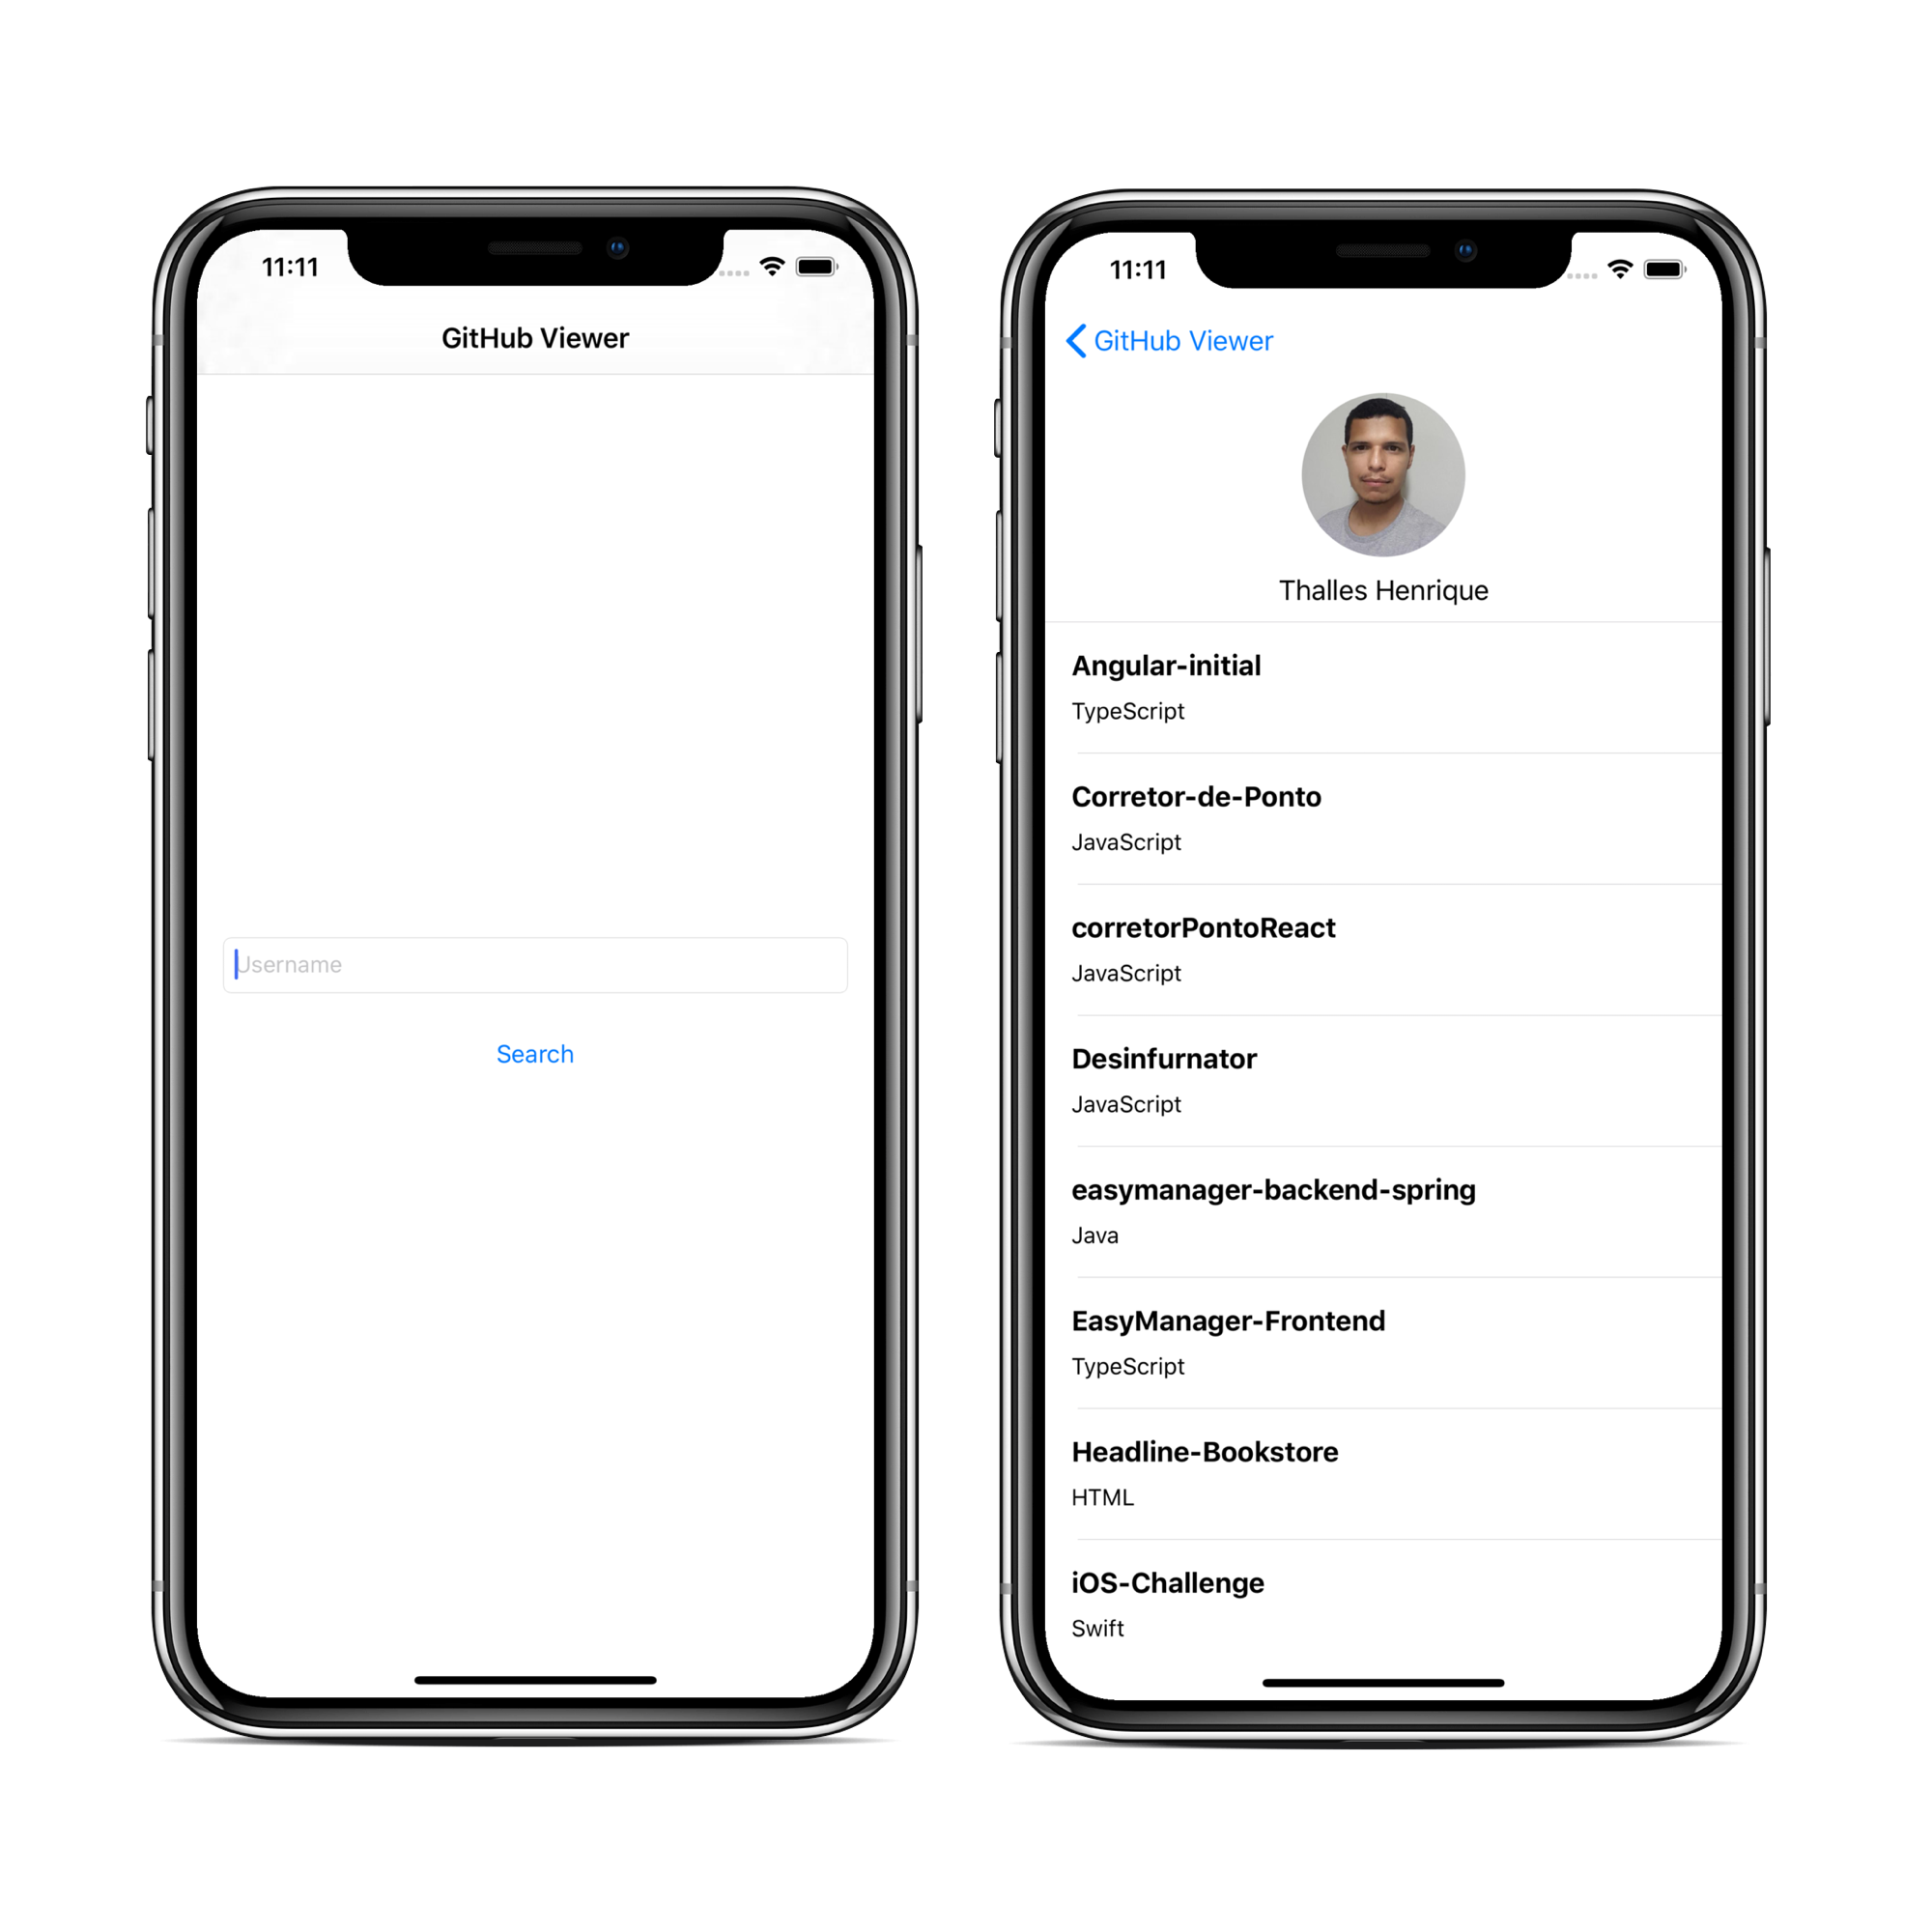 11:11
GitHub Viewer
Username
Search
11:11
GitHub Viewer
Thalles Henrique
Angular-initial
TypeScript
Corretor-de-Ponto
JavaScript
corretorPontoReact
JavaScript
Desinfurnator
JavaScript
easymanager-backend-spring
Java
EasyManager-Frontend
TypeScript
Headline-Bookstore
HTML
iOS-Challenge
Swift